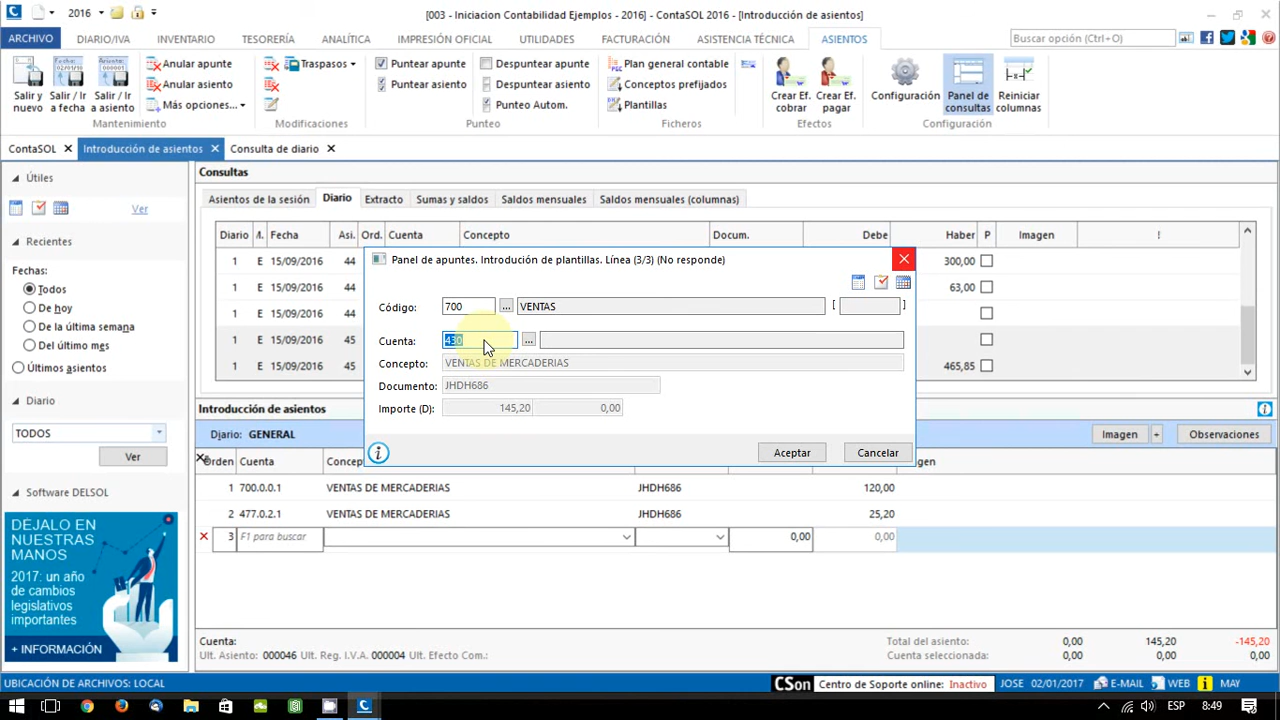 2016
[003 - Iniciacion Contabilidad Ejemplos - 2016] - ContaSOL 2016 - [Introducción de asientos]
ARCHIVO DIARIO/IVA INVENTARIO TESORERÍA ANALÍTICA IMPRESIÓN OFICIAL UTILIDADES FACTURACIÓN ASISTENCIA TÉCNICA ASIENTOS Buscar opción (Ctrl+O)
Salir y nuevo
Salir / Ir a fecha
Salir / Ir a asiento
Anular apunte
Anular asiento
Más opciones...
Mantenimiento
Traspasos
Modificaciones
Puntear apunte
Puntear asiento
Despuntear apunte
Despuntear asiento
Punteo Autom.
Punteo
Plan general contable
Conceptos prefijados
Plantillas
Ficheros
Crear Ef. cobrar
Crear Ef. pagar
Efectos
Configuración
Panel de consultas
Reiniciar columnas
Configuración
ContaSOL Introducción de asientos Consulta de diario
Útiles
Ver
Recientes
Fechas:
Todos
De hoy
De la última semana
Del último mes
Últimos asientos
Diario
TODOS
Ver
Software DELSOL
DÉJALO EN
NUESTRAS
MANOS
2017: un año
de cambios
legislativos
importantes
+ INFORMACIÓN
Consultas
Asientos de la sesión Diario Extracto Sumas y saldos Saldos mensuales Saldos mensuales (columnas)
Diario Fecha Asi. Ord. Cuenta Concepto Docum. Debe Haber P Imagen !
1 E 15/09/2016 44 300,00
1 E 15/09/2016 44 63,00
1 E 15/09/2016 44
1 E 15/09/2016 45
1 E 15/09/2016 45 465,85
Panel de apuntes. Introdución de plantillas. Línea (3/3) (No responde)
Código: 700 ... VENTAS [ ]
Cuenta: 430 ...
Concepto: VENTAS DE MERCADERIAS
Documento: JHDH686
Importe (D): 145,20 0,00
Aceptar Cancelar
Introducción de asientos
Diario: GENERAL
Imagen + Observaciones
Orden Cuenta
1 700.0.0.1 VENTAS DE MERCADERIAS JHDH686 120,00
2 477.0.2.1 VENTAS DE MERCADERIAS JHDH686 25,20
3 F1 para buscar 0,00 0,00
Cuenta: Total del asiento: 0,00 145,20 -145,20
Ult. Asiento: 000046 Ult. Reg. I.V.A. 000004 Ult. Efecto Com.: Cuenta seleccionada: 0,00 0,00 0,00
UBICACIÓN DE ARCHIVOS: LOCAL CSon Centro de Soporte online: Inactivo JOSE 02/01/2017 E-MAIL WEB MAY
ESP 8:49